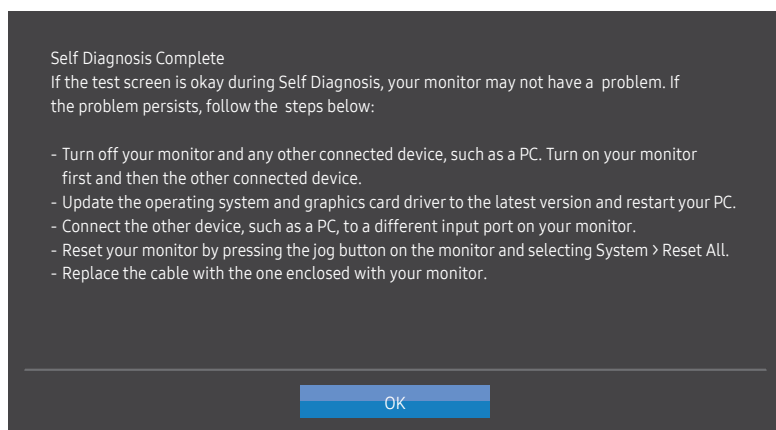 Self Diagnosis Complete
If the test screen is okay during Self Diagnosis, your monitor may not have a problem. If
the problem persists, follow the steps below:
- Turn off your monitor and any other connected device, such as a PC. Turn on your monitor
first and then the other connected device.
- Update the operating system and graphics card driver to the latest version and restart your PC.
- Connect the other device, such as a PC, to a different input port on your monitor.
- Reset your monitor by pressing the jog button on the monitor and selecting System > Reset All.
- Replace the cable with the one enclosed with your monitor.
OK